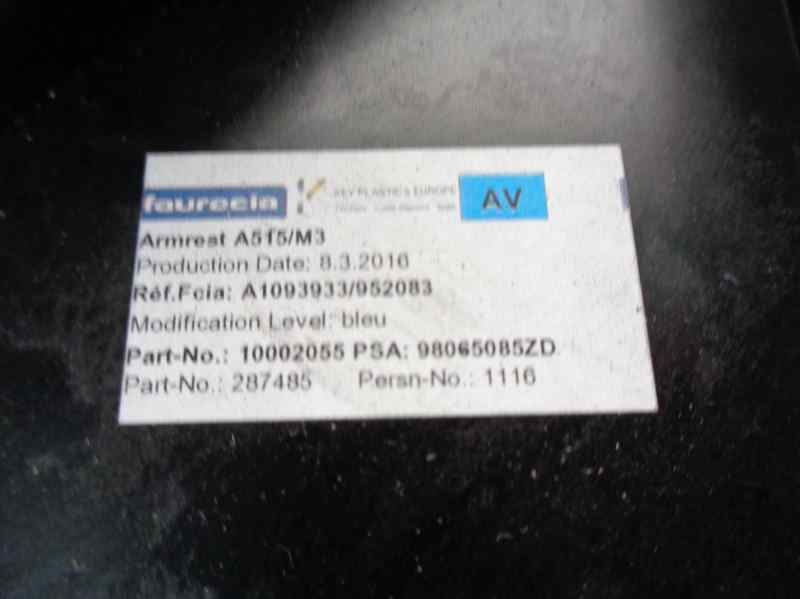 faurecia KEY PLASTICS EUROPE AV
Armrest A515/M3
Production Date: 8.3.2016
Réf.Fcia: A1093933/952083
Modification Level: bleu
Part-No.: 10002055 PSA: 98065085ZD
Part-No.: 287485 Persn-No.: 1116